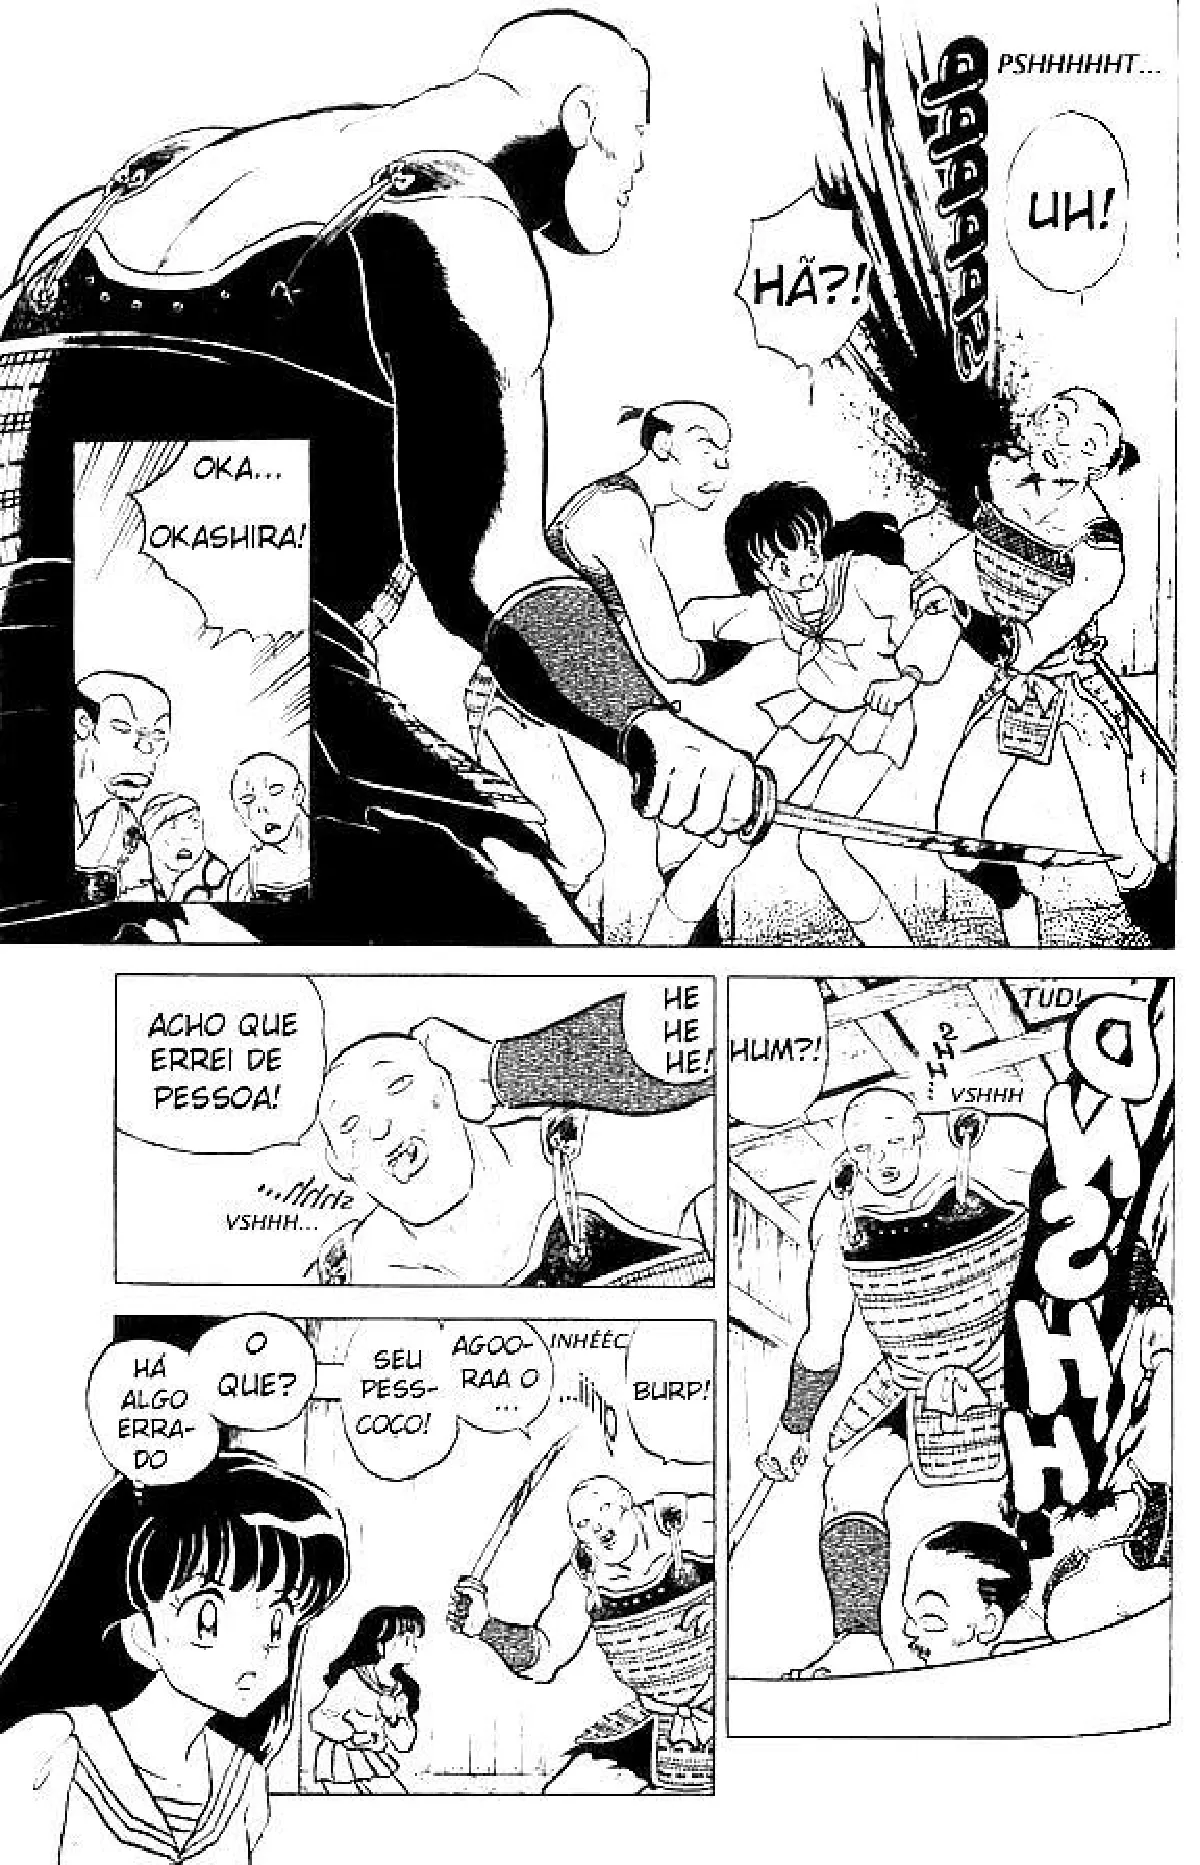 PSHHHHHT...
UH!
HÃ?!
OKA...
OKASHIRA!
TUD!
HUM?!
VSHHH
HE
HE
HE!
ACHO QUE
ERREI DE
PESSOA!
VSHHH...
BURP!
INHÉÉC
AGOO-
RAA O
...
SEU
PESS-
COÇO!
O
QUE?
HÁ
ALGO
ERRA-
DO
...